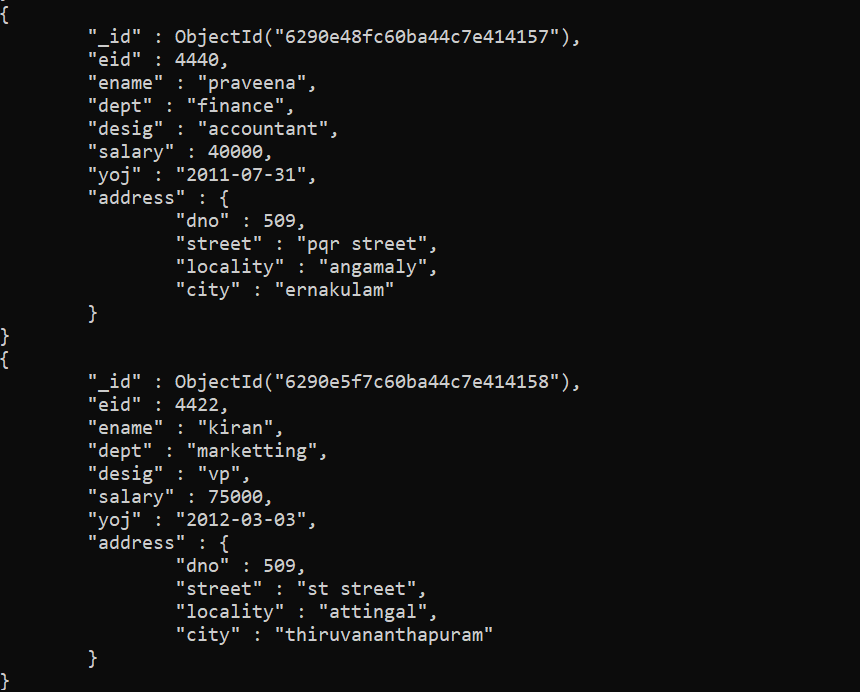 {
"_id" : ObjectId("6290e48fc60ba44c7e414157"),
"eid" : 4440,
"ename" : "praveena",
"dept" : "finance",
"desig" : "accountant",
"salary" : 40000,
"yoj" : "2011-07-31",
"address" : {
"dno" : 509,
"street" : "pqr street",
"locality" : "angamaly",
"city" : "ernakulam"
}
}
{
"_id" : ObjectId("6290e5f7c60ba44c7e414158"),
"eid" : 4422,
"ename" : "kiran",
"dept" : "marketting",
"desig" : "vp",
"salary" : 75000,
"yoj" : "2012-03-03",
"address" : {
"dno" : 509,
"street" : "st street",
"locality" : "attingal",
"city" : "thiruvananthapuram"
}
}